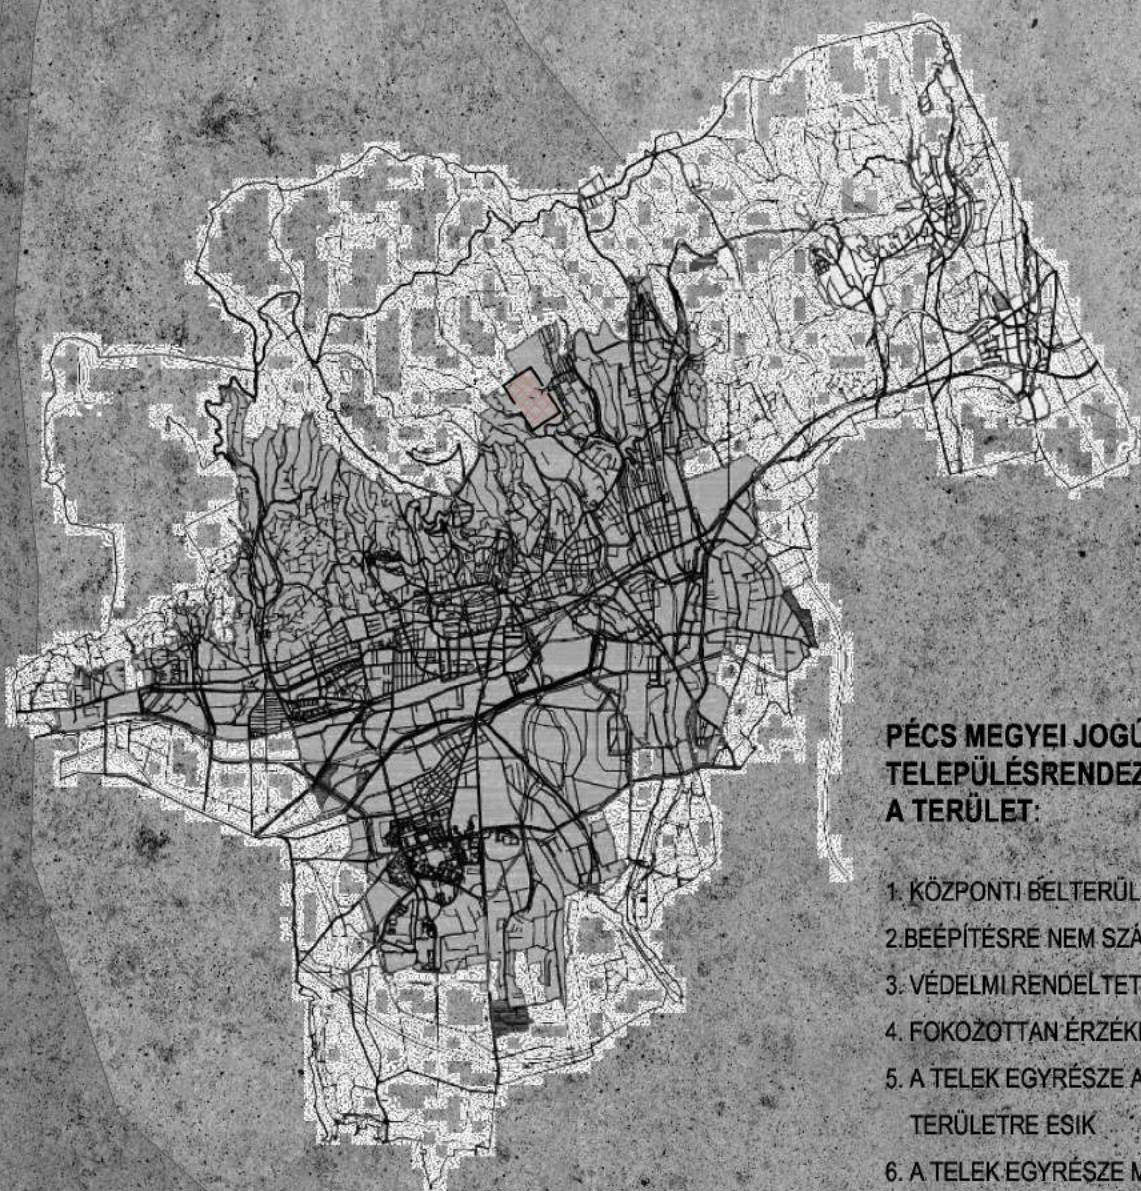 PÉCS MEGYEI JOGÚ
TELEPÜLÉSRENDEZ
A TERÜLET:
1. KÖZPONTI BELTERÜL
2.BEÉPÍTÉSRE NEM SZÁ
3. VÉDELMI RENDELTET
4. FOKOZOTTAN ÉRZÉK
5. A TELEK EGYRÉSZE A
TERÜLETRE ESIK
6. A TELEK EGYRÉSZE M